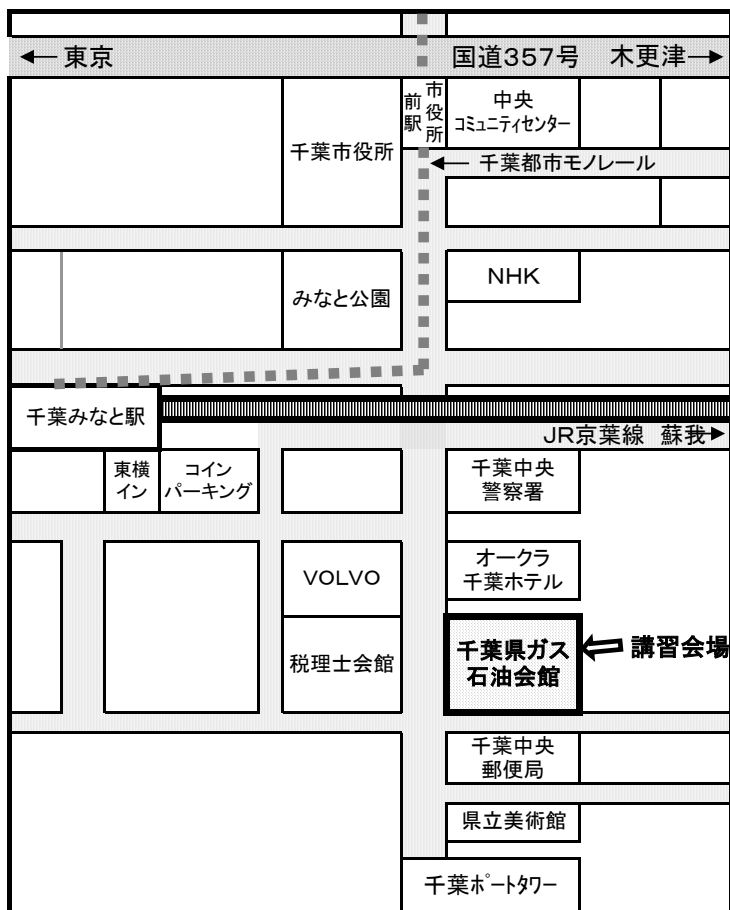 東京
国道357号
木更津
市役所
前駅
中央
コミュニティセンター
千葉市役所
千葉都市モノレール
みなと公園
NHK
千葉みなと駅
JR京葉線 蘇我
東横
イン
コイン
パーキング
千葉中央
警察署
VOLVO
オークラ
千葉ホテル
税理士会館
千葉県ガス
石油会館
講習会場
千葉中央
郵便局
県立美術館
千葉ポートタワー